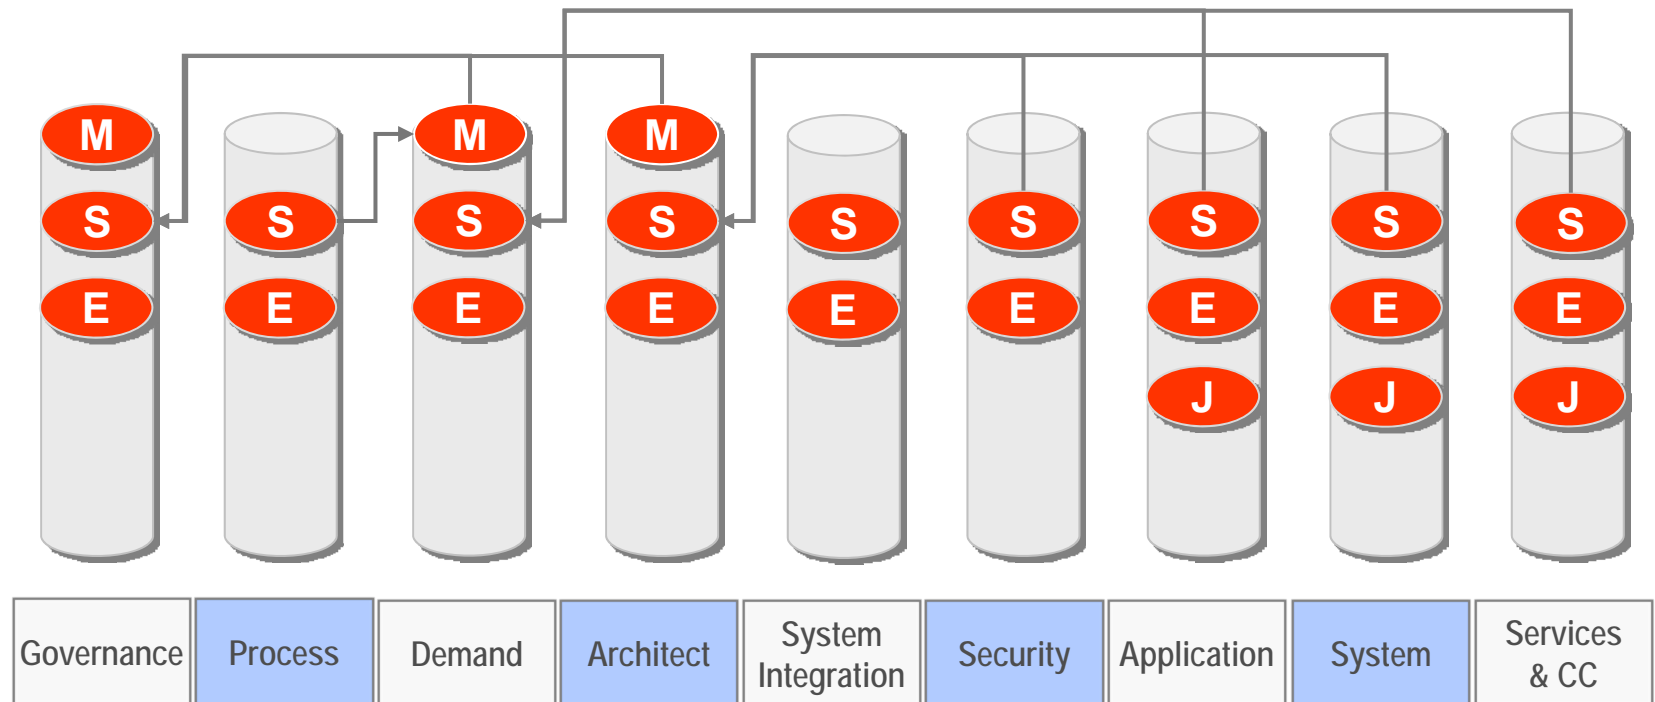 M M M
S S S S S S S S S
E E E E E E E E E
J J J
Governance Process Demand Architect System Integration Security Application System Services & CC